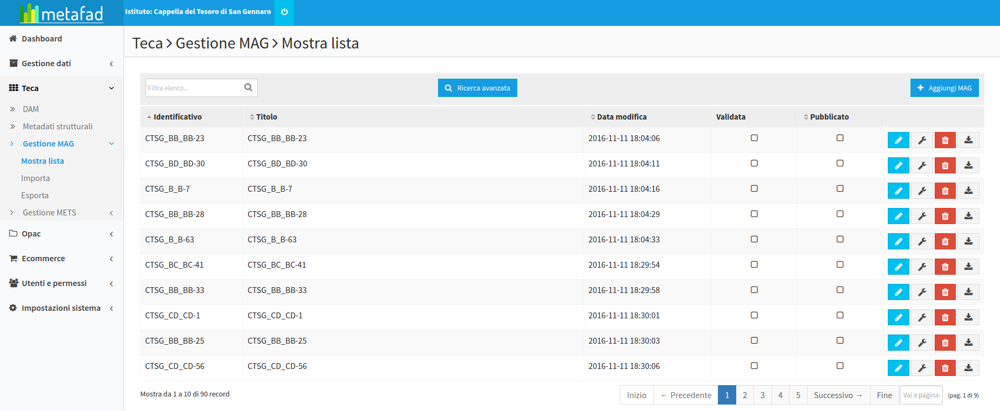 metafad
Istituto: Cappella del Tesoro di San Gennaro
Dashboard
Gestione dati
Teca
DAM
Metadati strutturali
Gestione MAG
Mostra lista
Importa
Esporta
Gestione METS
Opac
Ecommerce
Utenti e permessi
Impostazioni sistema
Teca > Gestione MAG > Mostra lista
Filtra elenco... Ricerca avanzata Aggiungi MAG
Identificativo Titolo Data modifica Validata Pubblicato
CTSG_BB_BB-23 CTSG_BB_BB-23 2016-11-11 18:04:06
CTSG_BD_BD-30 CTSG_BD_BD-30 2016-11-11 18:04:11
CTSG_B_B-7 CTSG_B_B-7 2016-11-11 18:04:16
CTSG_BB_BB-28 CTSG_BB_BB-28 2016-11-11 18:04:29
CTSG_B_B-63 CTSG_B_B-63 2016-11-11 18:04:33
CTSG_BC_BC-41 CTSG_BC_BC-41 2016-11-11 18:29:54
CTSG_BB_BB-33 CTSG_BB_BB-33 2016-11-11 18:29:58
CTSG_CD_CD-1 CTSG_CD_CD-1 2016-11-11 18:30:01
CTSG_BB_BB-25 CTSG_BB_BB-25 2016-11-11 18:30:03
CTSG_CD_CD-56 CTSG_CD_CD-56 2016-11-11 18:30:06
Mostra da 1 a 10 di 90 record
Inizio ← Precedente 1 2 3 4 5 Successivo → Fine Vai a pagina: (pag. 1 di 9)